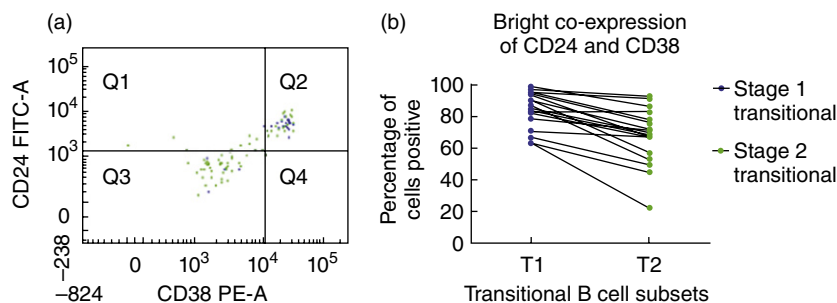 (a)
10^5
10^4
10^3
0
−238
−824
CD24 FITC-A
Q1
Q2
Q3
Q4
0
10^3
10^4
10^5
CD38 PE-A
(b)
Bright co-expression
of CD24 and CD38
Percentage of
cells positive
100
80
60
40
20
0
T1
T2
Transitional B cell subsets
Stage 1
transitional
Stage 2
transitional